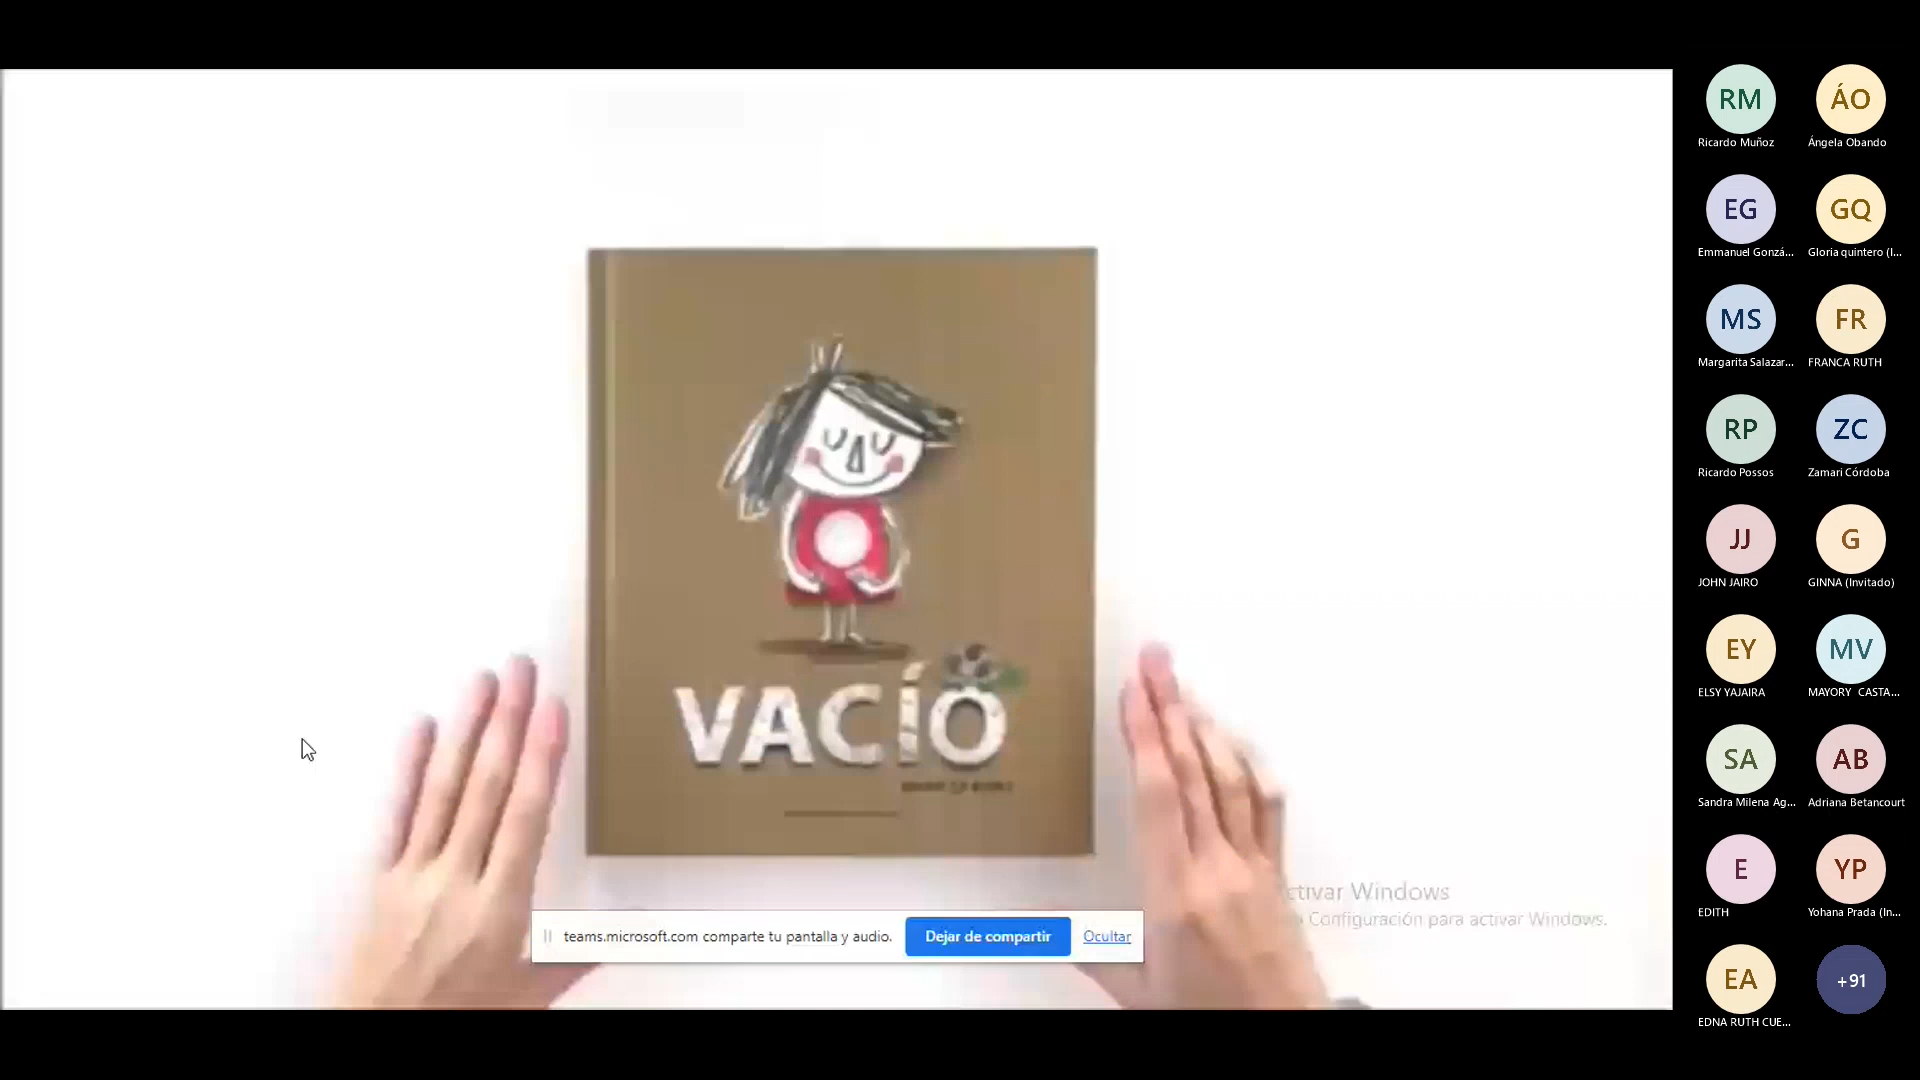 VACÍO
ctivar Windows
Configuración para activar Windows.
teams.microsoft.com comparte tu pantalla y audio.
Dejar de compartir
Ocultar
RM
ÁO
Ricardo Muñoz
Ángela Obando
EG
GQ
Emmanuel Gonzá...
Gloria quintero (I...
MS
FR
Margarita Salazar...
FRANCA RUTH
RP
ZC
Ricardo Possos
Zamari Córdoba
JJ
G
JOHN JAIRO
GINNA (Invitado)
EY
MV
ELSY YAJAIRA
MAYORY CASTA...
SA
AB
Sandra Milena Ag...
Adriana Betancourt
E
YP
EDITH
Yohana Prada (In...
EA
+91
EDNA RUTH CUE...